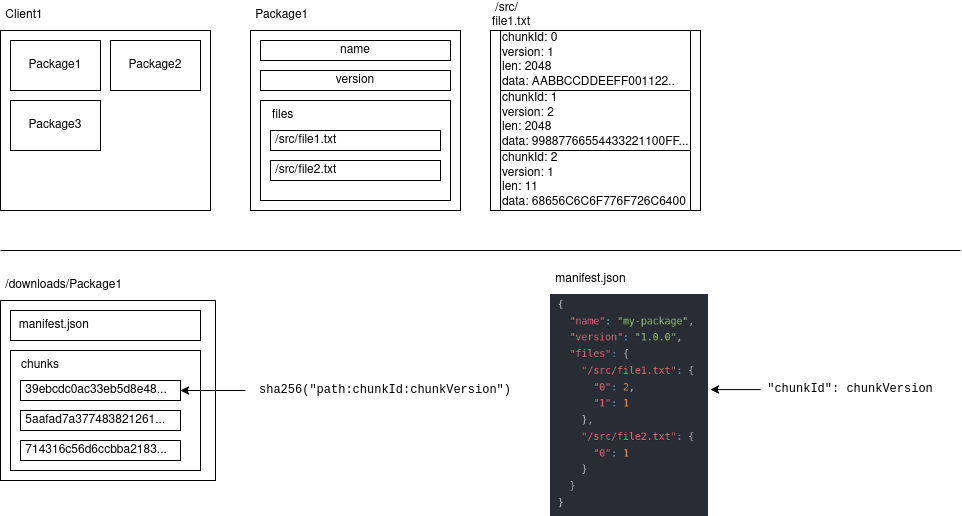 Client1
Package1
Package2
Package3
Package1
name
version
files
/src/file1.txt
/src/file2.txt
/src/
file1.txt
chunkId: 0
version: 1
len: 2048
data: AABBCCDDEEFF001122..
chunkId: 1
version: 2
len: 2048
data: 99887766554433221100FF...
chunkId: 2
version: 1
len: 11
data: 68656C6C6F776F726C6400
/downloads/Package1
manifest.json
chunks
39ebcdc0ac33eb5d8e48...
5aafad7a377483821261...
714316c56d6ccbba2183...
sha256("path:chunkId:chunkVersion")
manifest.json
{
"name": "my-package",
"version": "1.0.0",
"files": {
"/src/file1.txt": {
"0": 2,
"1": 1
},
"/src/file2.txt": {
"0": 1
}
}
}
"chunkId": chunkVersion